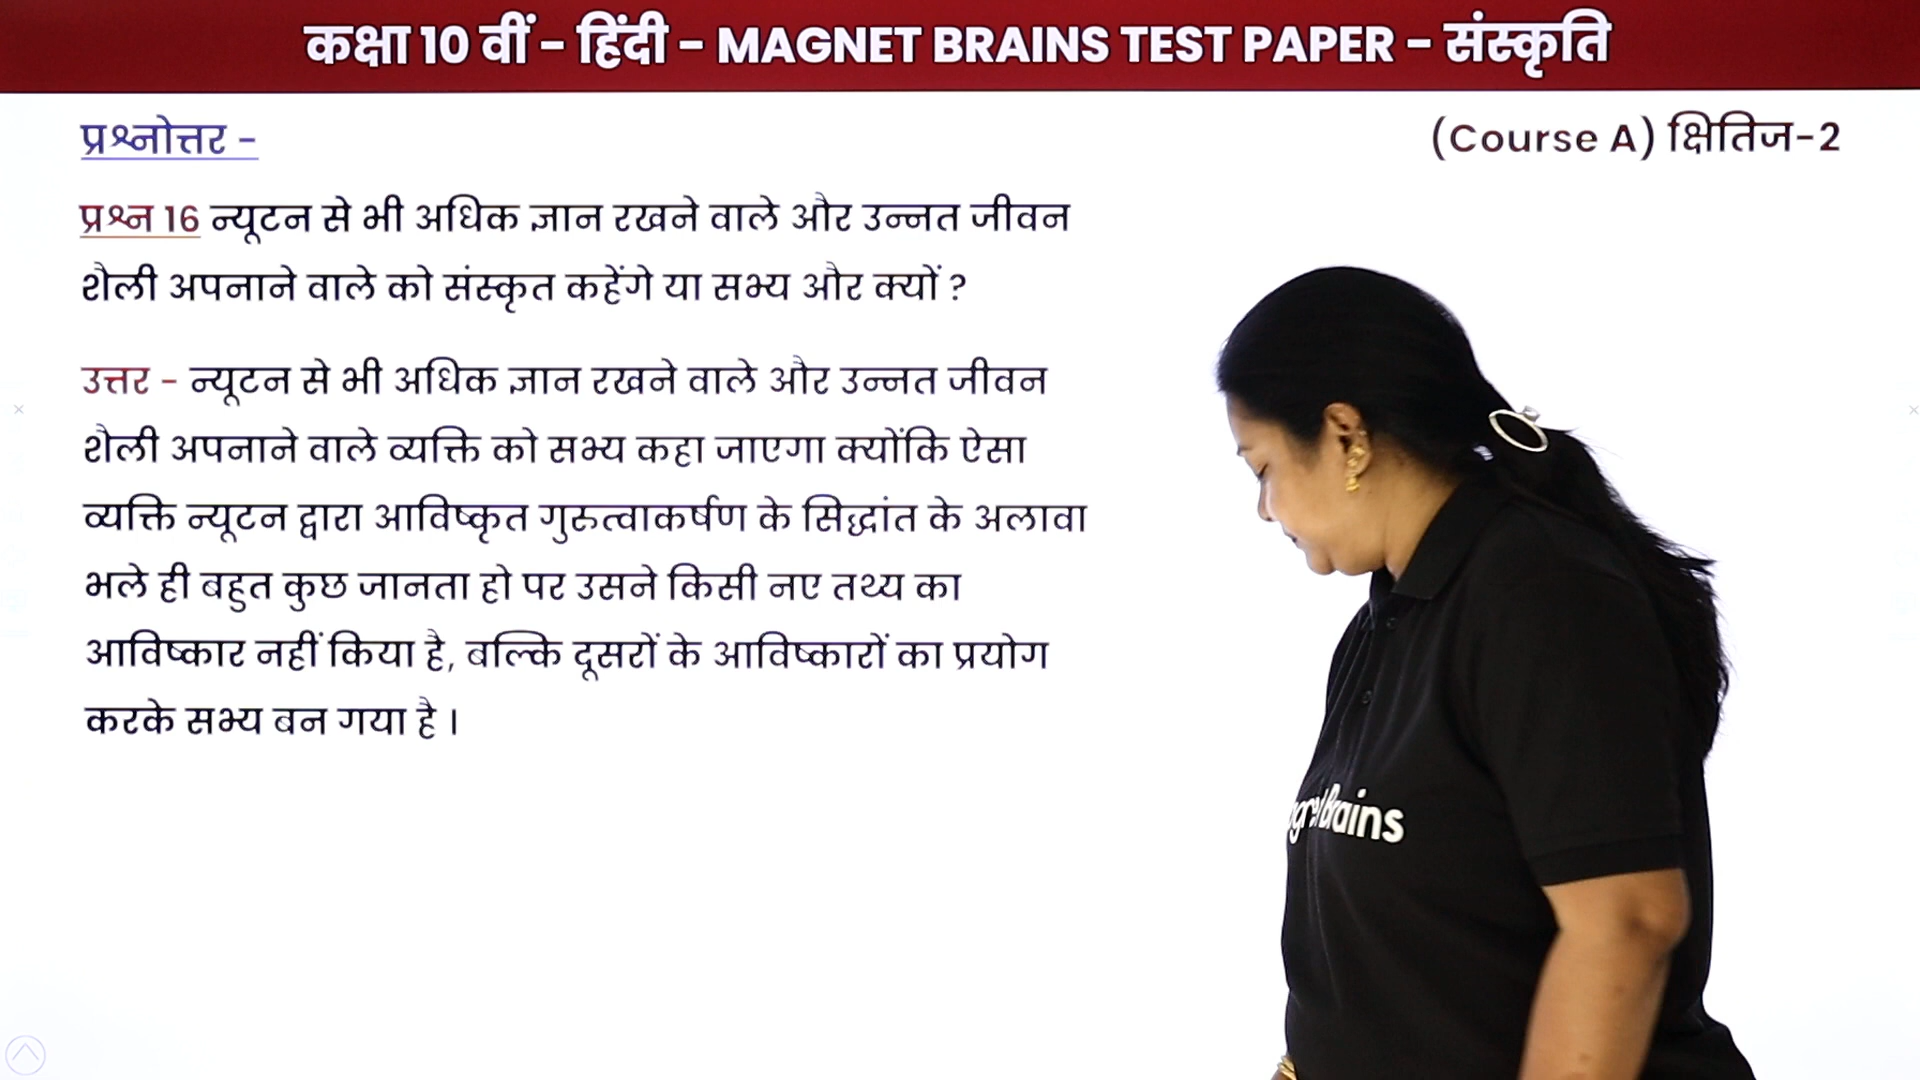 कक्षा 10 वीं - हिंदी - MAGNET BRAINS TEST PAPER - संस्कृति
प्रश्नोत्तर -
(Course A) क्षितिज-2
प्रश्न 16 न्यूटन से भी अधिक ज्ञान रखने वाले और उन्नत जीवन
शैली अपनाने वाले को संस्कृत कहेंगे या सभ्य और क्यों ?
उत्तर - न्यूटन से भी अधिक ज्ञान रखने वाले और उन्नत जीवन
शैली अपनाने वाले व्यक्ति को सभ्य कहा जाएगा क्योंकि ऐसा
व्यक्ति न्यूटन द्वारा आविष्कृत गुरुत्वाकर्षण के सिद्धांत के अलावा
भले ही बहुत कुछ जानता हो पर उसने किसी नए तथ्य का
आविष्कार नहीं किया है, बल्कि दूसरों के आविष्कारों का प्रयोग
करके सभ्य बन गया है ।
Brains